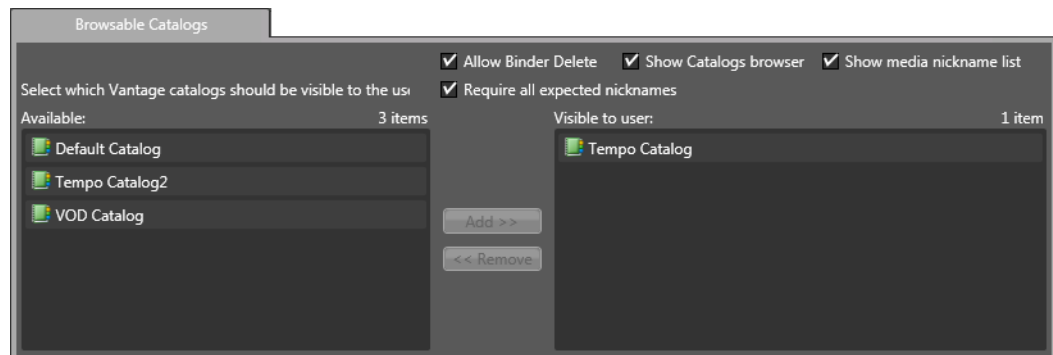 Browsable Catalogs
Allow Binder Delete
Show Catalogs browser
Show media nickname list
Select which Vantage catalogs should be visible to the use
Require all expected nicknames
Available:
3 items
Visible to user:
1 item
Default Catalog
Tempo Catalog2
VOD Catalog
Add >>
<< Remove
Tempo Catalog